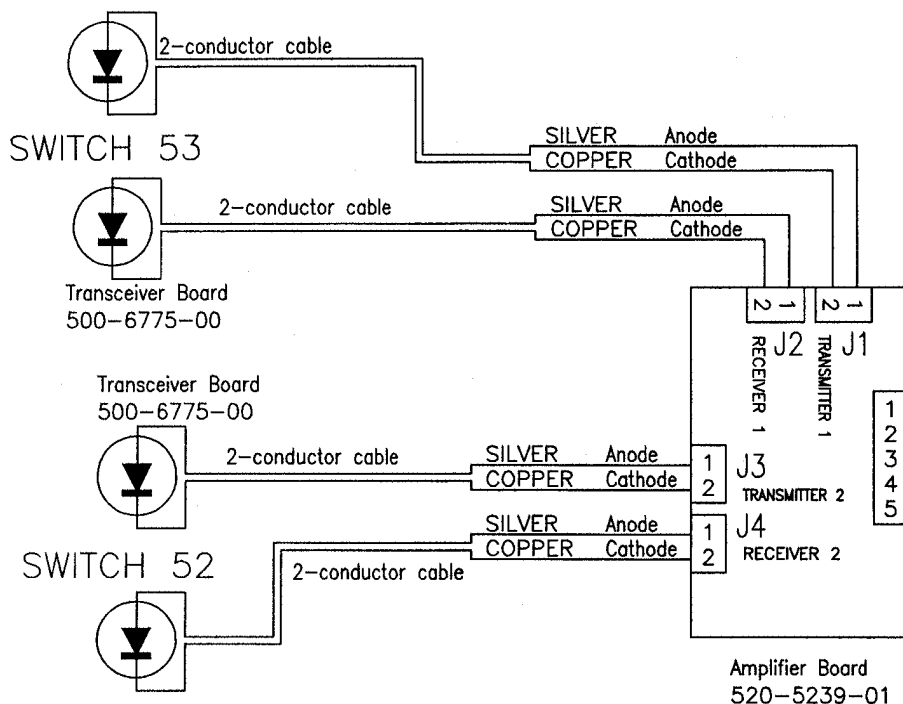 2-conductor cable
SWITCH 53
SILVER Anode
COPPER Cathode
2-conductor cable
SILVER Anode
COPPER Cathode
Transceiver Board
500-6775-00
2 1
2 1
J2
J1
RECEIVER 1
TRANSMITTER 1
Transceiver Board
500-6775-00
2-conductor cable
SILVER Anode
COPPER Cathode
1
2
J3
TRANSMITTER 2
1
2
3
4
5
SWITCH 52
SILVER Anode
COPPER Cathode
2-conductor cable
1
2
J4
RECEIVER 2
Amplifier Board
520-5239-01